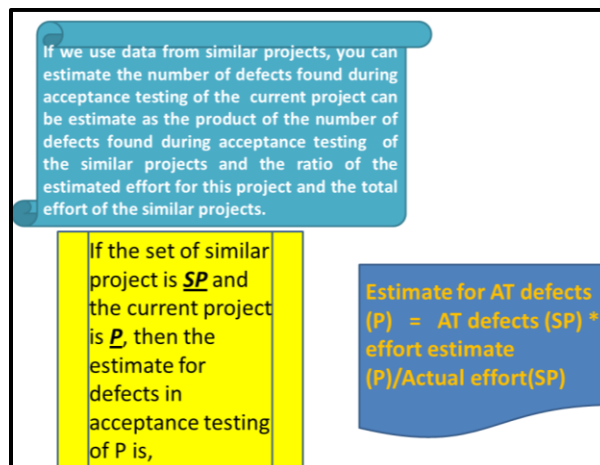 If we use data from similar projects, you can
estimate the number of defects found during
acceptance testing of the current project can
be estimate as the product of the number of
defects found during acceptance testing of
the similar projects and the ratio of the
estimated effort for this project and the total
effort of the similar projects.
If the set of similar
project is SP and
the current project
is P, then the
estimate for
defects in
acceptance testing
of P is,
Estimate for AT defects
(P) = AT defects (SP) *
effort estimate
(P)/Actual effort(SP)